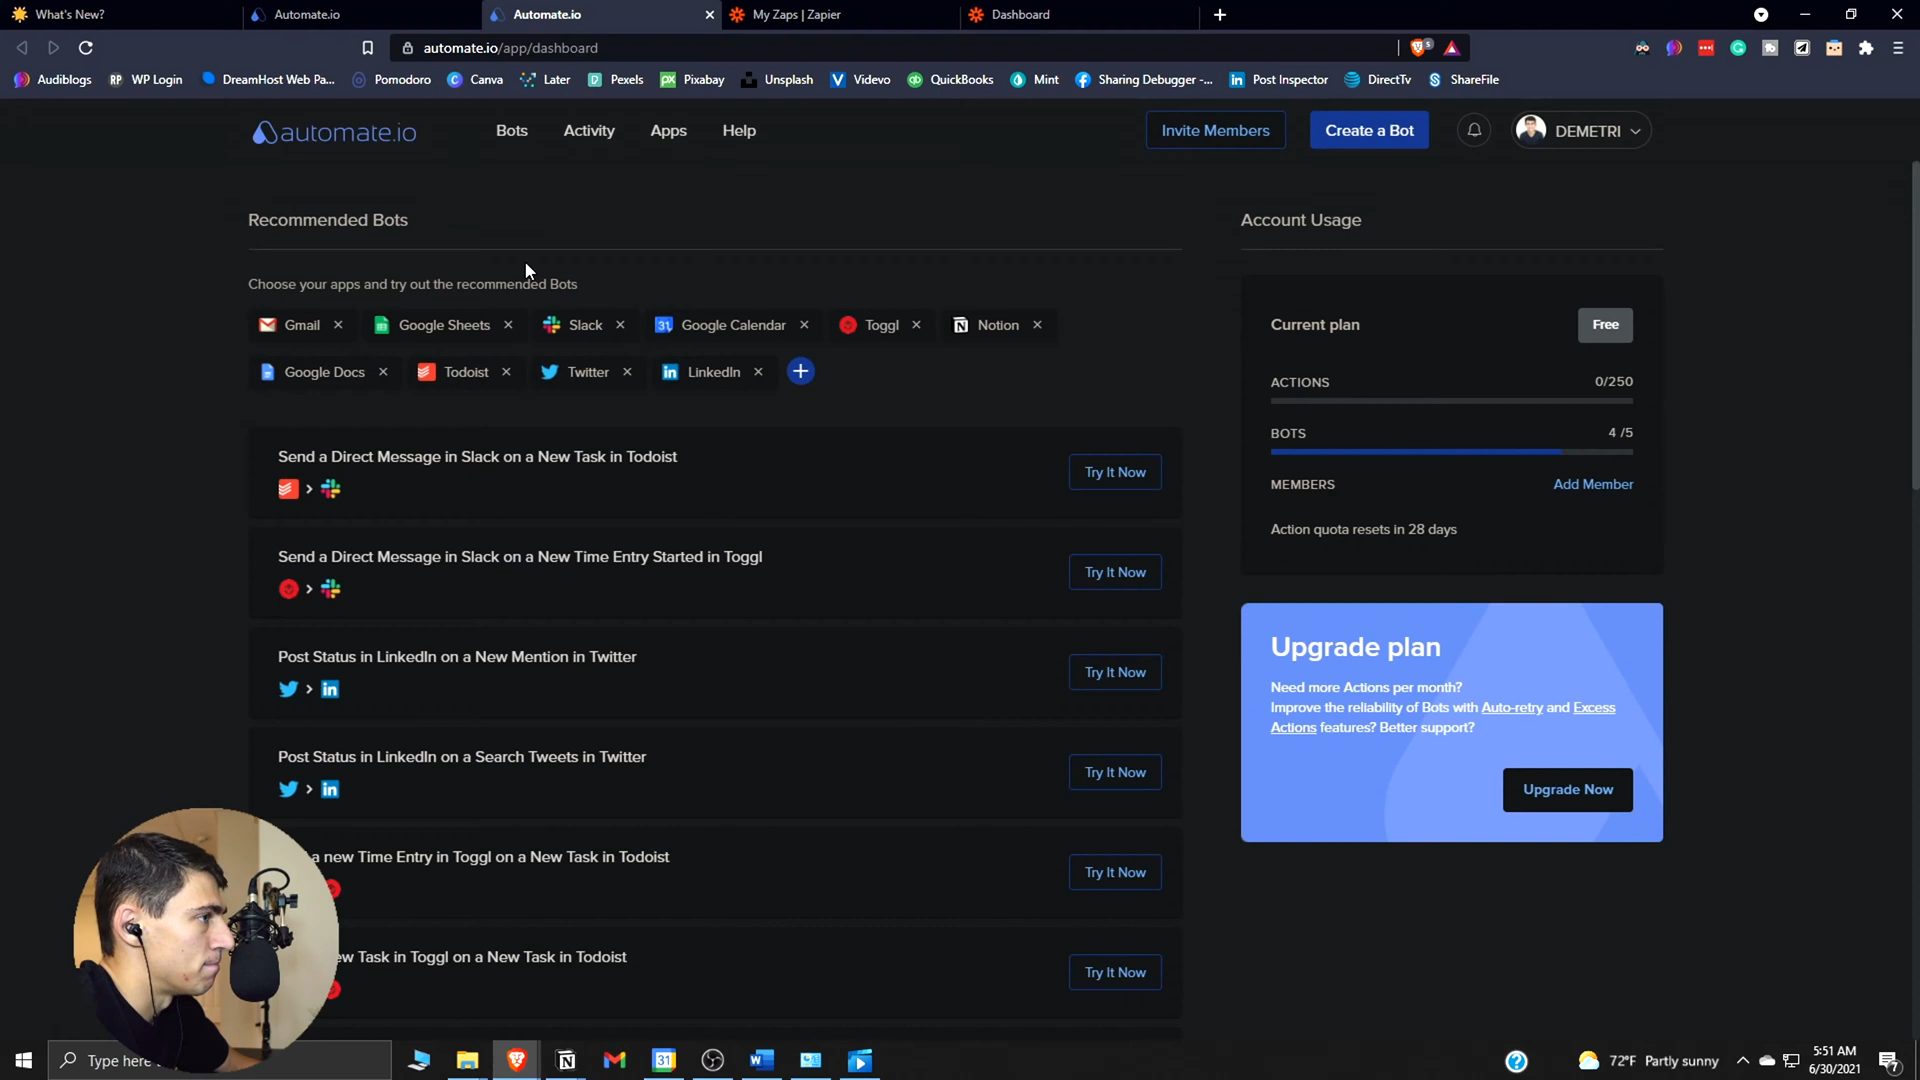 What's New?
Automate.io
Automate.io
My Zaps | Zapier
Dashboard
automate.io/app/dashboard
Audiblogs
WP Login
DreamHost Web Pa...
Pomodoro
Canva
Later
Pexels
Pixabay
Unsplash
Videvo
QuickBooks
Mint
Sharing Debugger -...
Post Inspector
DirectTv
ShareFile
automate.io
Bots
Activity
Apps
Help
Invite Members
Create a Bot
DEMETRI
Recommended Bots
Choose your apps and try out the recommended Bots
Gmail
Google Sheets
Slack
Google Calendar
Toggl
Notion
Google Docs
Todoist
Twitter
LinkedIn
Send a Direct Message in Slack on a New Task in Todoist
Try It Now
Send a Direct Message in Slack on a New Time Entry Started in Toggl
Try It Now
Post Status in LinkedIn on a New Mention in Twitter
Try It Now
Post Status in LinkedIn on a Search Tweets in Twitter
Try It Now
a new Time Entry in Toggl on a New Task in Todoist
Try It Now
Task in Toggl on a New Task in Todoist
Try It Now
Account Usage
Current plan
Free
ACTIONS
0/250
BOTS
4 /5
MEMBERS
Add Member
Action quota resets in 28 days
Upgrade plan
Need more Actions per month?
Improve the reliability of Bots with Auto-retry and Excess
Actions features? Better support?
Upgrade Now
Type here
72°F Partly sunny
5:51 AM
6/30/2021